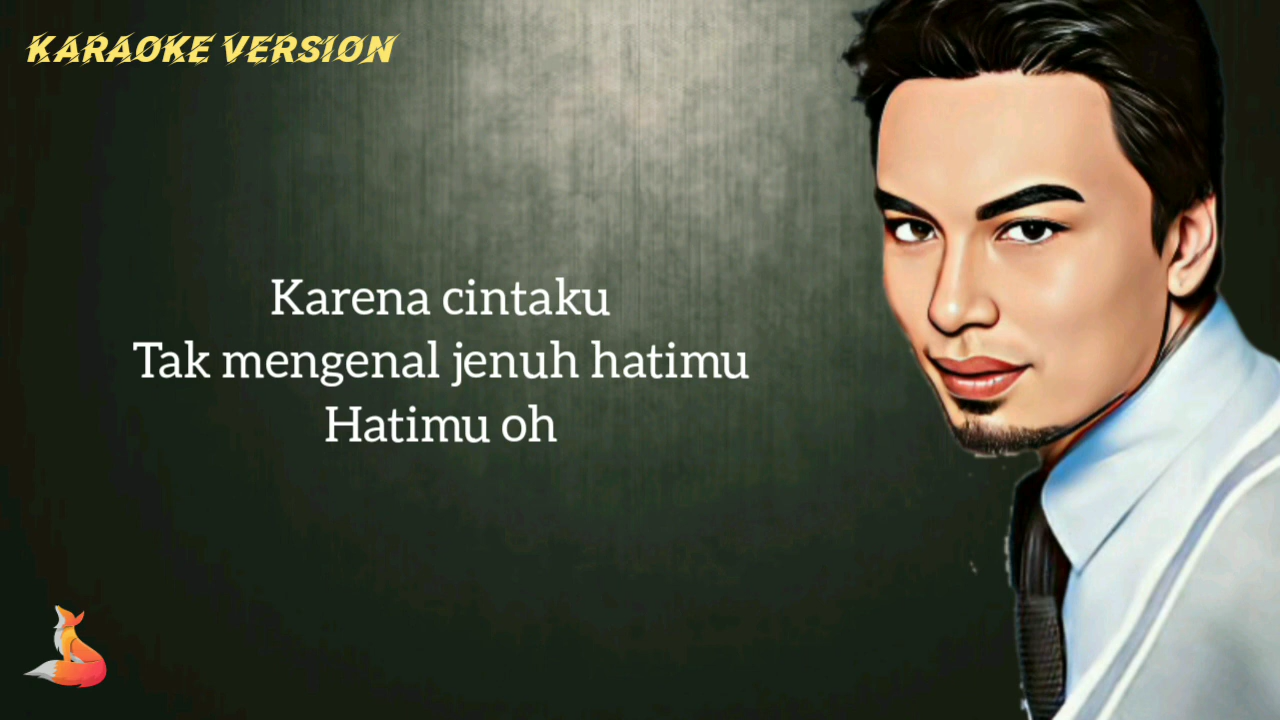 KARAOKE VERSION
Karena cintaku
Tak mengenal jenuh hatimu
Hatimu oh